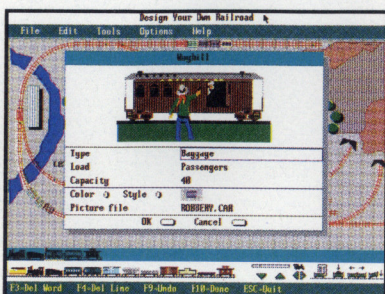 Design Your Own Railroad
File Edit Tools Options Help
Waybill
Type Baggage
Load Passengers
Capacity 40
Color Style
Picture file ROBBERY.CAR
OK Cancel
F3-Del Word F4-Del Line F9-Undo F10-Done ESC-Quit